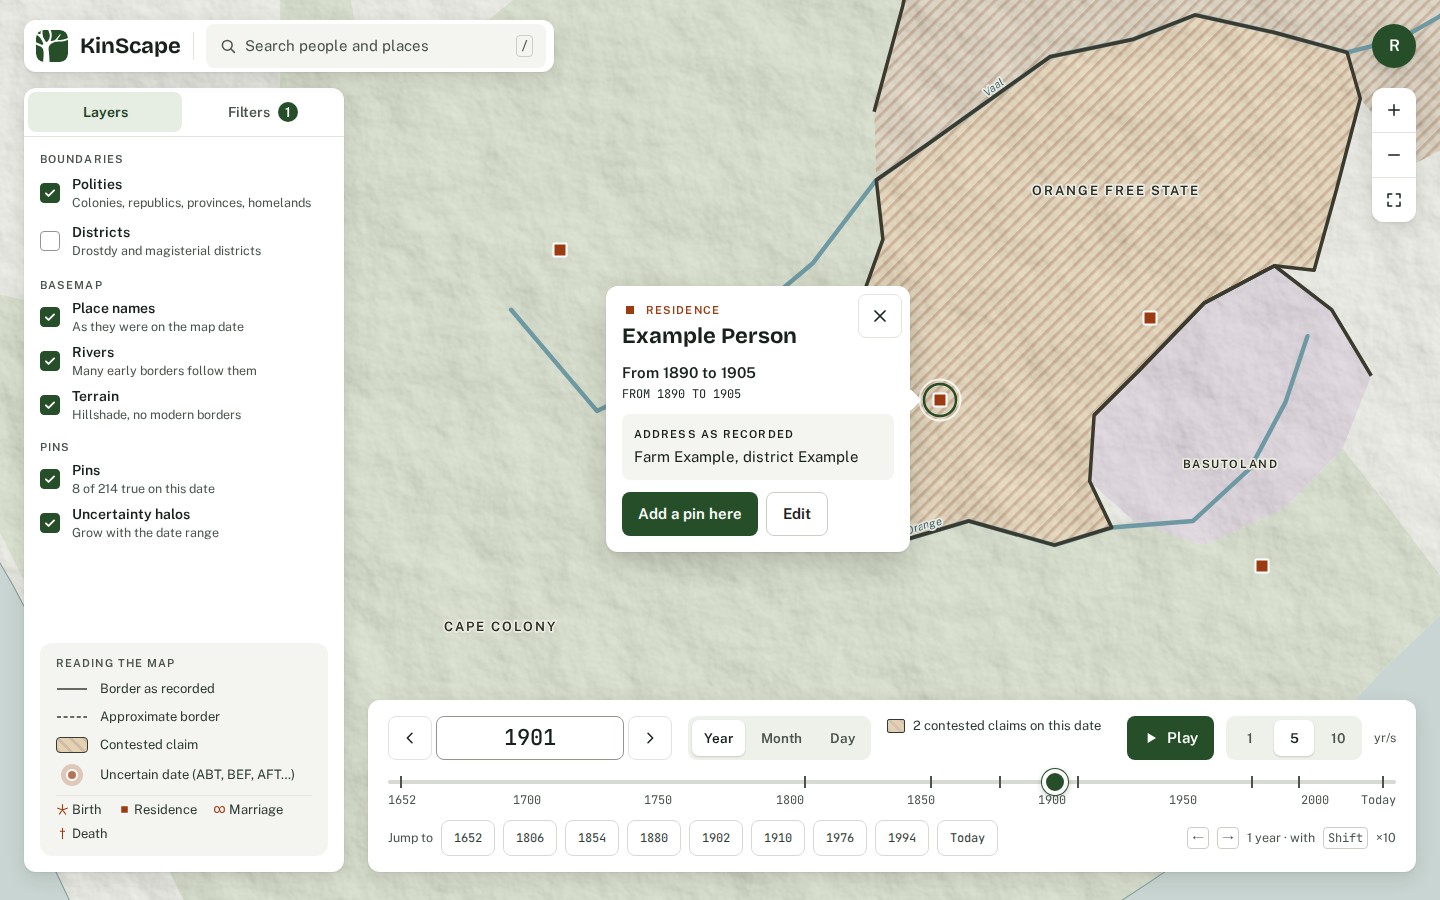 KinScape
Search people and places
/
R
Layers
Filters 1
BOUNDARIES
Polities
Colonies, republics, provinces, homelands
Districts
Drostdy and magisterial districts
BASEMAP
Place names
As they were on the map date
Rivers
Many early borders follow them
Terrain
Hillshade, no modern borders
PINS
Pins
8 of 214 true on this date
Uncertainty halos
Grow with the date range
READING THE MAP
Border as recorded
Approximate border
Contested claim
Uncertain date (ABT, BEF, AFT…)
Birth
Residence
Marriage
Death
Vaal
ORANGE FREE STATE
BASUTOLAND
CAPE COLONY
RESIDENCE
Example Person
From 1890 to 1905
FROM 1890 TO 1905
ADDRESS AS RECORDED
Farm Example, district Example
Add a pin here
Edit
1901
Year
Month
Day
2 contested claims on this date
Play
1
5
10
yr/s
1652
1700
1750
1800
1850
1900
1950
2000
Today
Jump to
1652
1806
1854
1880
1902
1910
1976
1994
Today
← → 1 year · with Shift ×10